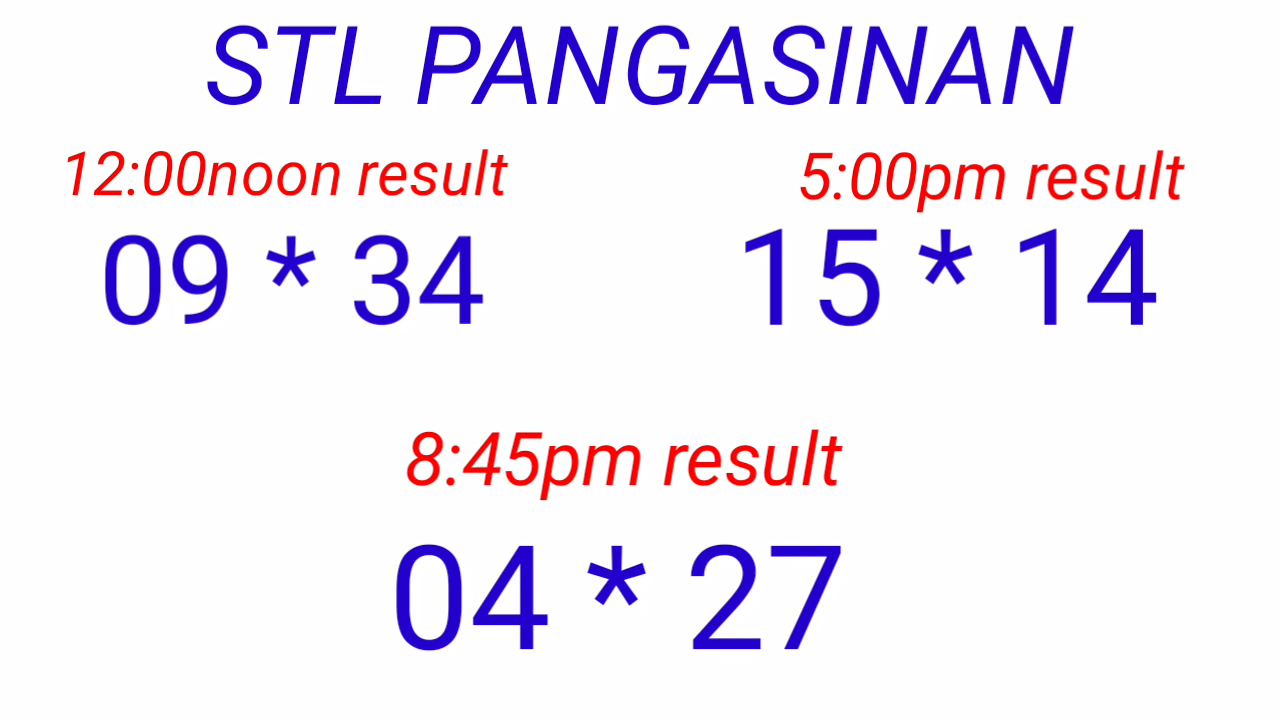 STL PANGASINAN
12:00noon result
09 * 34
5:00pm result
15 * 14
8:45pm result
04 * 27